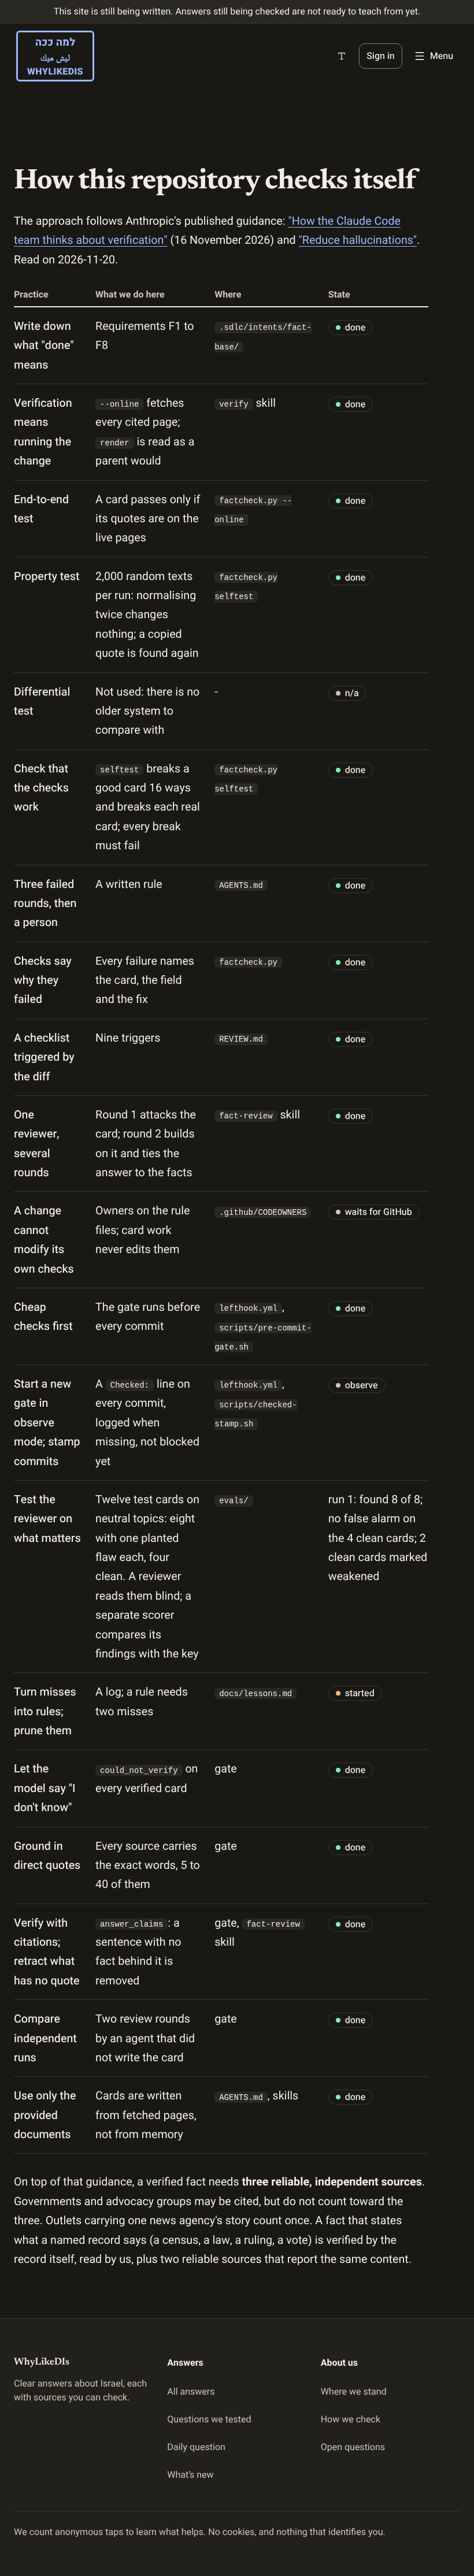 This site is still being written. Answers still being checked are not ready to teach from yet.
למה ככה
ليش هيك
WHYLIKEDIS
T
Sign in
Menu
How this repository checks itself
The approach follows Anthropic's published guidance: "How the Claude Code
team thinks about verification" (16 November 2026) and "Reduce hallucinations".
Read on 2026-11-20.
Practice What we do here Where State
Write down
what "done"
means
Requirements F1 to
F8
.sdlc/intents/fact-
base/
done
Verification
means
running the
change
--online fetches
every cited page;
render is read as a
parent would
verify skill
done
End-to-end
test
A card passes only if
its quotes are on the
live pages
factcheck.py --
online
done
Property test
2,000 random texts
per run: normalising
twice changes
nothing; a copied
quote is found again
factcheck.py
selftest
done
Differential
test
Not used: there is no
older system to
compare with
-
n/a
Check that
the checks
work
selftest breaks a
good card 16 ways
and breaks each real
card; every break
must fail
factcheck.py
selftest
done
Three failed
rounds, then
a person
A written rule
AGENTS.md
done
Checks say
why they
failed
Every failure names
the card, the field
and the fix
factcheck.py
done
A checklist
triggered by
the diff
Nine triggers
REVIEW.md
done
One
reviewer,
several
rounds
Round 1 attacks the
card; round 2 builds
on it and ties the
answer to the facts
fact-review skill
done
A change
cannot
modify its
own checks
Owners on the rule
files; card work
never edits them
.github/CODEOWNERS
waits for GitHub
Cheap
checks first
The gate runs before
every commit
lefthook.yml,
scripts/pre-commit-
gate.sh
done
Start a new
gate in
observe
mode; stamp
commits
A Checked: line on
every commit,
logged when
missing, not blocked
yet
lefthook.yml,
scripts/checked-
stamp.sh
observe
Test the
reviewer on
what matters
Twelve test cards on
neutral topics: eight
with one planted
flaw each, four
clean. A reviewer
reads them blind; a
separate scorer
compares its
findings with the key
evals/
run 1: found 8 of 8;
no false alarm on
the 4 clean cards; 2
clean cards marked
weakened
Turn misses
into rules;
prune them
A log; a rule needs
two misses
docs/lessons.md
started
Let the
model say "I
don't know"
could_not_verify on
every verified card
gate
done
Ground in
direct quotes
Every source carries
the exact words, 5 to
40 of them
gate
done
Verify with
citations;
retract what
has no quote
answer_claims: a
sentence with no
fact behind it is
removed
gate, fact-review
skill
done
Compare
independent
runs
Two review rounds
by an agent that did
not write the card
gate
done
Use only the
provided
documents
Cards are written
from fetched pages,
not from memory
AGENTS.md, skills
done
On top of that guidance, a verified fact needs three reliable, independent sources.
Governments and advocacy groups may be cited, but do not count toward the
three. Outlets carrying one news agency's story count once. A fact that states
what a named record says (a census, a law, a ruling, a vote) is verified by the
record itself, read by us, plus two reliable sources that report the same content.
WhyLikeDIs
Clear answers about Israel, each
with sources you can check.
Answers
All answers
Questions we tested
Daily question
What's new
About us
Where we stand
How we check
Open questions
We count anonymous taps to learn what helps. No cookies, and nothing that identifies you.